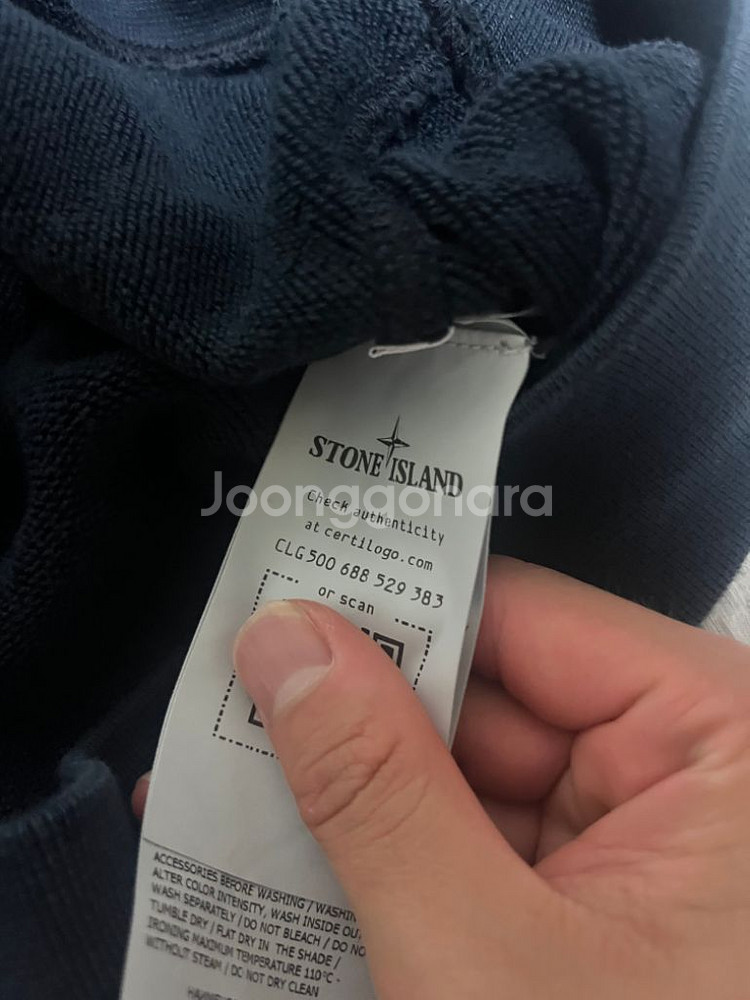 STONE ISLAND
Joonggonara
Check authenticity
at certilogo.com
CLG 500 688 529 383
or scan
ACCESSORIES BEFORE WASHING / WASHIN
ALTER COLOR INTENSITY, WASH INSIDE OU
WASH SEPARATELY / DO NOT BLEACH / DO NO
TUMBLE DRY / FLAT DRY IN THE SHADE /
IRONING MAXIMUM TEMPERATURE 110°C -
WITHOUT STEAM / DO NOT DRY CLEAN